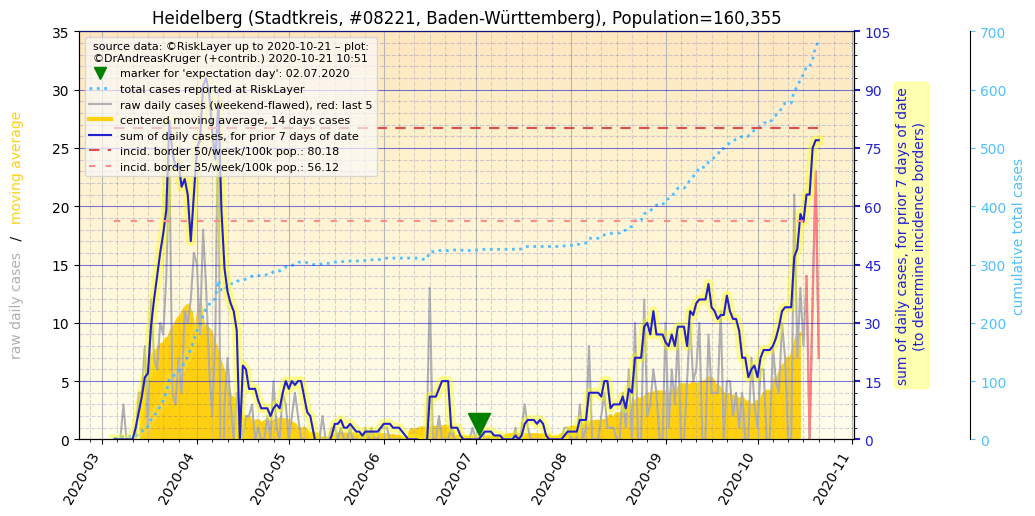 Heidelberg (Stadtkreis, #08221, Baden-Württemberg), Population=160,355
source data: ©RiskLayer up to 2020-10-21 – plot:
©DrAndreasKruger (+contrib.) 2020-10-21 10:51
marker for 'expectation day': 02.07.2020
total cases reported at RiskLayer
raw daily cases (weekend-flawed), red: last 5
centered moving average, 14 days cases
sum of daily cases, for prior 7 days of date
incid. border 50/week/100k pop.: 80.18
incid. border 35/week/100k pop.: 56.12
raw daily cases / moving average
35
30
25
20
15
10
5
0
105
90
75
60
45
30
15
0
sum of daily cases, for prior 7 days of date
(to determine incidence borders)
700
600
500
400
300
200
100
0
cumulative total cases
2020-03
2020-04
2020-05
2020-06
2020-07
2020-08
2020-09
2020-10
2020-11